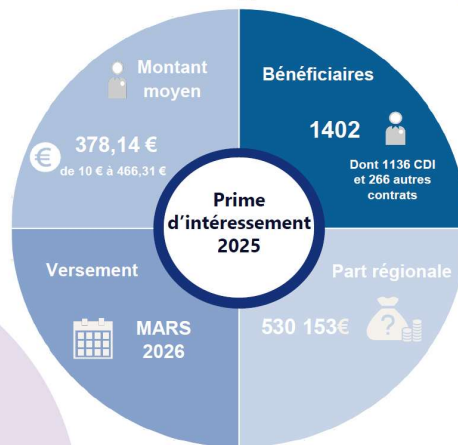 Montant
moyen
€
378,14 €
de 10 € à 466,31 €
Bénéficiaires
1402
Dont 1136 CDI
et 266 autres
contrats
Prime
d'intéressement
2025
Versement
MARS
2026
Part régionale
530 153€
?